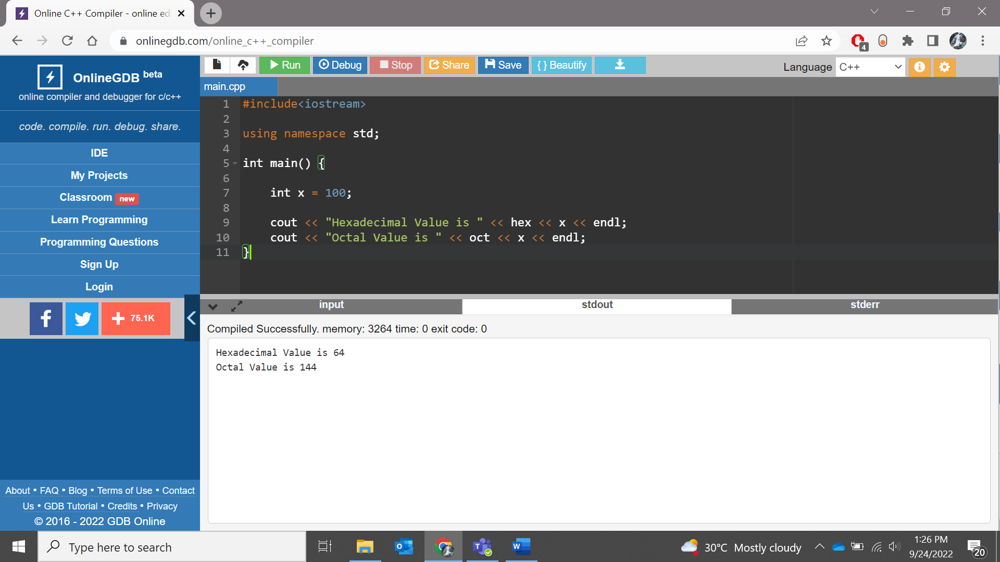 Online C++ Compiler - online ed
onlinegdb.com/online_c++_compiler
4
OnlineGDB beta
online compiler and debugger for c/c++
code. compile. run. debug. share.
IDE
My Projects
Classroom new
Learn Programming
Programming Questions
Sign Up
Login
f
75.1K
About • FAQ • Blog • Terms of Use • Contact
Us • GDB Tutorial • Credits • Privacy
© 2016 - 2022 GDB Online
Run Debug Stop Share Save { } Beautify
Language C++
main.cpp
1 #include<iostream>
2
3 using namespace std;
4
5 int main() {
6
7 int x = 100;
8
9 cout << "Hexadecimal Value is " << hex << x << endl;
10 cout << "Octal Value is " << oct << x << endl;
11 }
input stdout stderr
Compiled Successfully. memory: 3264 time: 0 exit code: 0
Hexadecimal Value is 64
Octal Value is 144
Type here to search
30°C Mostly cloudy
1:26 PM
9/24/2022
20